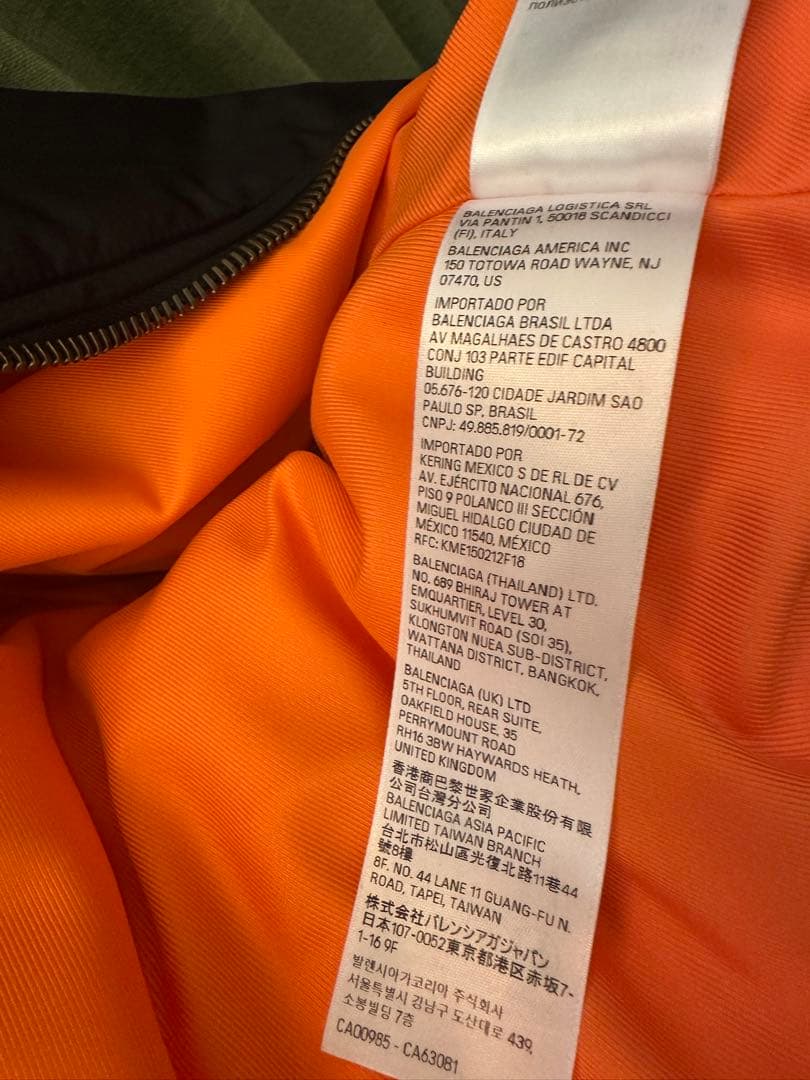 BALENCIAGA LOGISTICA SRL
VIA PANTIN 1, 50018 SCANDICCI
(FI), ITALY
BALENCIAGA AMERICA INC
150 TOTOWA ROAD WAYNE, NJ
07470, US
IMPORTADO POR
BALENCIAGA BRASIL LTDA
AV MAGALHAES DE CASTRO 4800
CONJ 103 PARTE EDIF CAPITAL
BUILDING
05.676-120 CIDADE JARDIM SAO
PAULO SP, BRASIL
CNPJ: 49.885.819/0001-72
IMPORTADO POR
KERING MEXICO S DE RL DE CV
AV. EJÉRCITO NACIONAL 676,
PISO 9 POLANCO III SECCIÓN
MIGUEL HIDALGO CIUDAD DE
MÉXICO 11540, MÉXICO
RFC: KME150212F18
BALENCIAGA (THAILAND) LTD.
NO. 689 BHIRAJ TOWER AT
EMQUARTIER, LEVEL 30,
SUKHUMVIT ROAD (SOI 35),
KLONGTON NUEA SUB-DISTRICT,
WATTANA DISTRICT, BANGKOK,
THAILAND
BALENCIAGA (UK) LTD
5TH FLOOR, REAR SUITE,
OAKFIELD HOUSE, 35
PERRYMOUNT ROAD
RH16 3BW HAYWARDS HEATH,
UNITED KINGDOM
香港商巴黎世家企業股份有限
公司台灣分公司
BALENCIAGA ASIA PACIFIC
LIMITED TAIWAN BRANCH
台北市松山區光復北路11巷44
號8樓
8F. NO. 44 LANE 11 GUANG-FU N.
ROAD, TAPEI, TAIWAN
株式会社バレンシアガジャパン
日本107-0052東京都港区赤坂7-
1-16 9F
발렌시아가코리아 주식회사
서울특별시 강남구 도산대로 439,
소봉빌딩 7층
CA00985 - CA63081